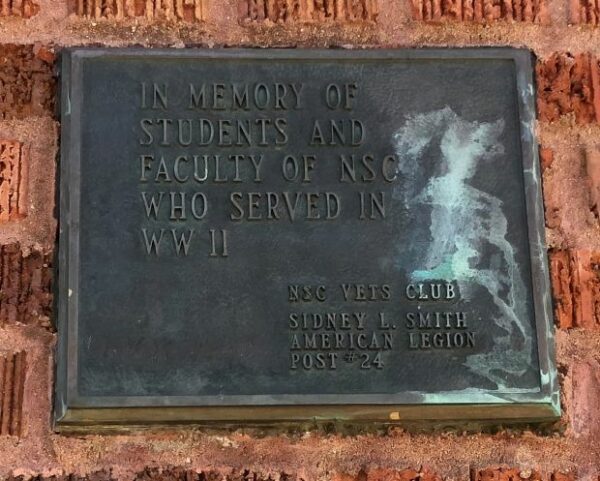 IN MEMORY OF
STUDENTS AND
FACULTY OF NSC
WHO SERVED IN
WW II
NSC VETS CLUB
SIDNEY L. SMITH
AMERICAN LEGION
POST #24